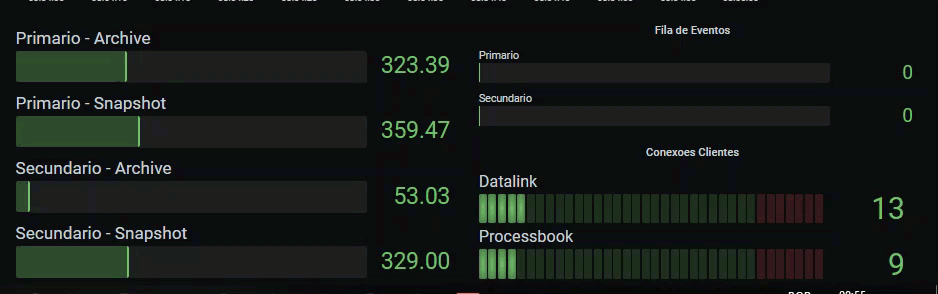 Primario - Archive
323.39
Primario - Snapshot
359.47
Secundario - Archive
53.03
Secundario - Snapshot
329.00
Fila de Eventos
Primario
0
Secundario
0
Conexoes Clientes
Datalink
13
Processbook
9